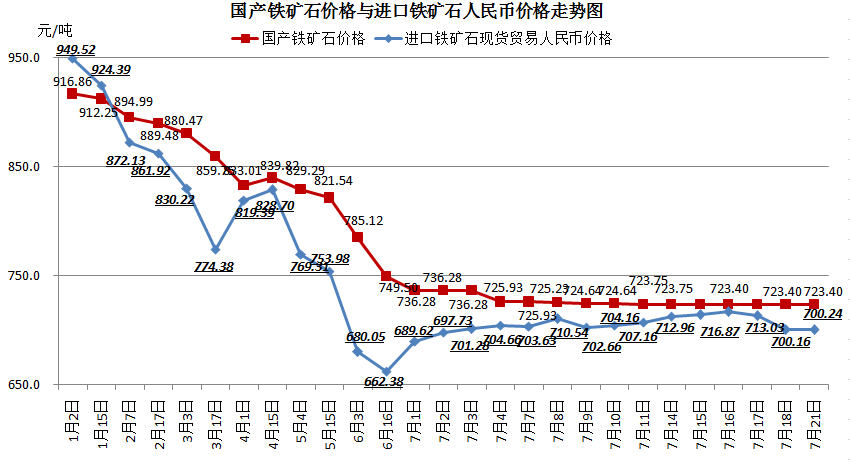 国产铁矿石价格与进口铁矿石人民币价格走势图
元/吨
国产铁矿石价格 进口铁矿石现货贸易人民币价格
950.0
850.0
750.0
650.0
916.86 912.25 894.99 889.48 880.47 833.01 839.82 829.29 821.54 785.12 749.50 736.28 736.28 736.28 725.93 725.93 725.29 724.64 724.64 723.75 723.75 723.40 723.40 723.40
949.52 924.39 872.13 861.92 830.22 774.38 819.39 828.70 769.31 753.98 680.05 662.38 689.62 697.73 701.28 704.66 703.63 710.54 702.66 704.16 707.16 712.96 716.87 713.03 700.16 700.24
1月2日 1月15日 2月7日 2月17日 3月3日 3月17日 4月1日 4月15日 5月4日 5月15日 6月3日 6月16日 7月1日 7月2日 7月3日 7月4日 7月7日 7月8日 7月9日 7月10日 7月11日 7月14日 7月15日 7月16日 7月17日 7月18日 7月21日